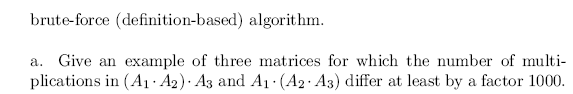 brute-force (definition-based) algorithm.
a. Give an example of three matrices for which the number of multi-
plications in (A₁ · A₂) · A₃ and A₁ · (A₂ · A₃) differ at least by a factor 1000.